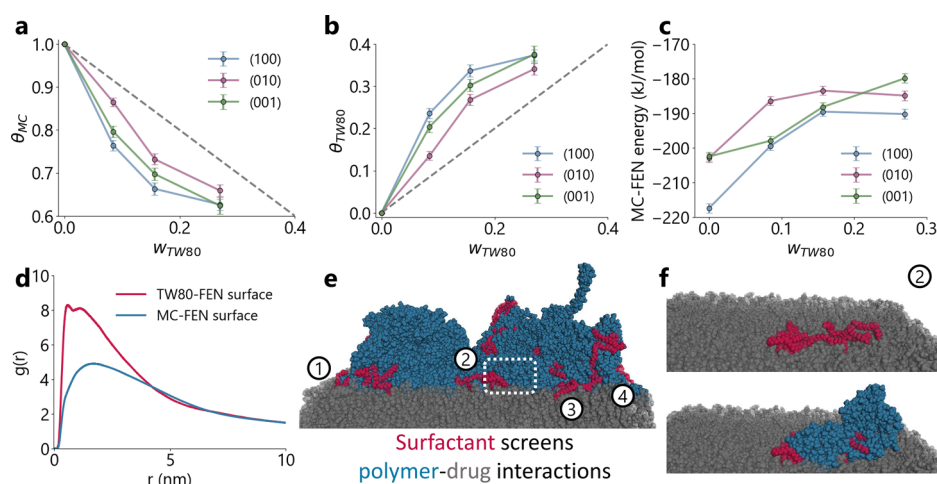 a
1.0
0.9
0.8
0.7
0.6
θMC
(100)
(010)
(001)
0.0
0.2
0.4
wTW80
b
0.4
0.3
0.2
0.1
0.0
θTW80
(100)
(010)
(001)
0.0
0.2
0.4
wTW80
c
−170
−180
−190
−200
−210
−220
MC-FEN energy (kJ/mol)
(100)
(010)
(001)
0.0
0.1
0.2
0.3
wTW80
d
10
8
6
4
2
0
g(r)
TW80-FEN surface
MC-FEN surface
0
5
10
r (nm)
e
1
2
3
4
Surfactant screens
polymer-drug interactions
f
2